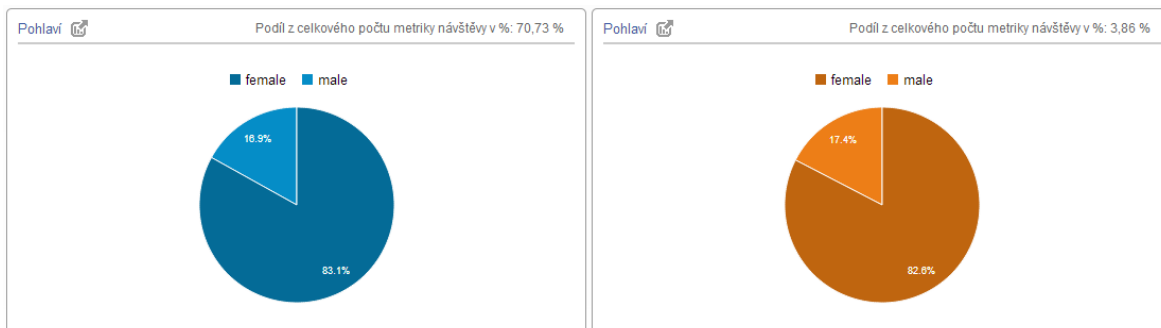 Pohlaví
Podíl z celkového počtu metriky návštěvy v %: 70,73 %
female male
16.9%
83.1%
Pohlaví
Podíl z celkového počtu metriky návštěvy v %: 3,86 %
female male
17.4%
82.6%